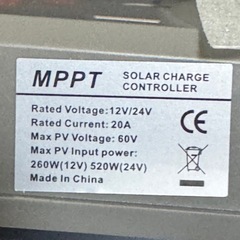 MPPT SOLAR CHARGE
CONTROLLER
Rated Voltage:12V/24V
Rated Current: 20A
Max PV Voltage: 60V
Max PV Input power:
260W(12V) 520W(24V)
Made In China
CE